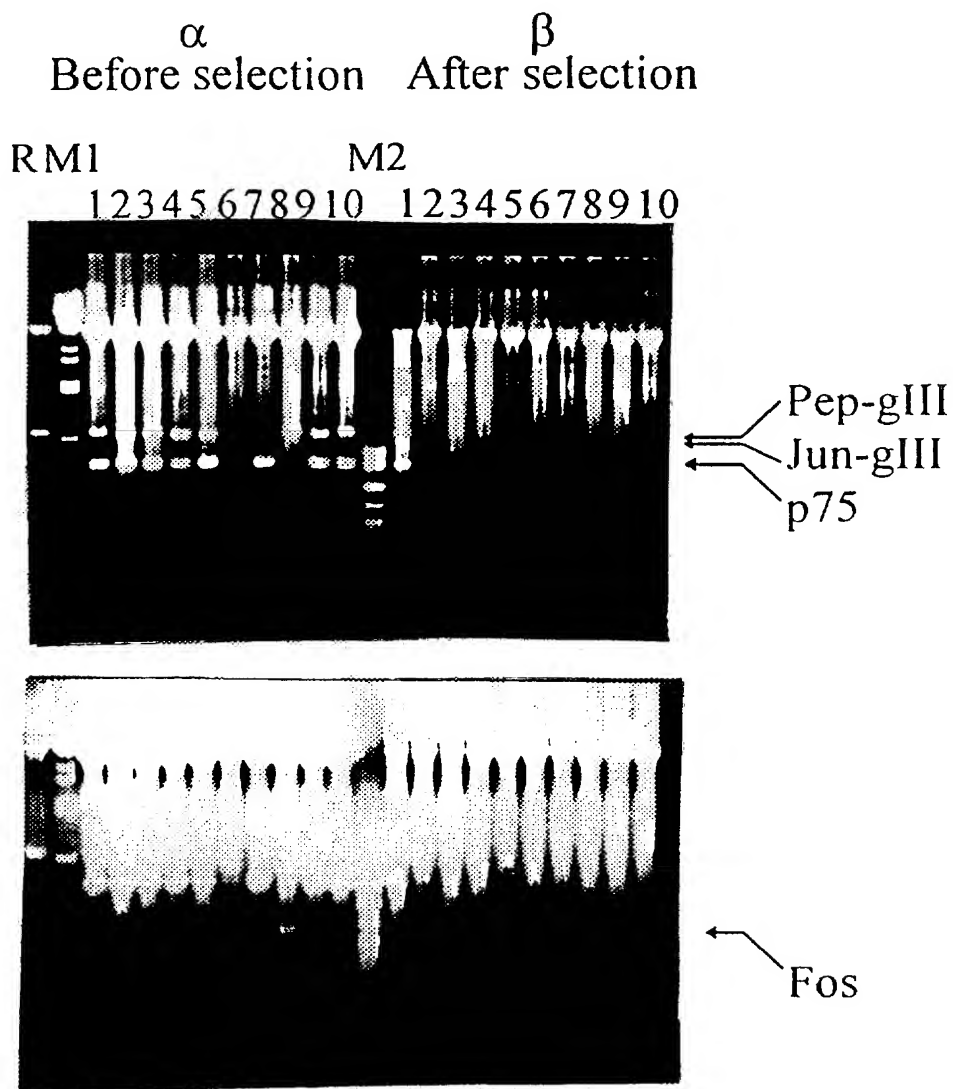 α β
Before selection After selection
RM1 M2
12345678910 12345678910
Pep-gIII
Jun-gIII
p75
Fos